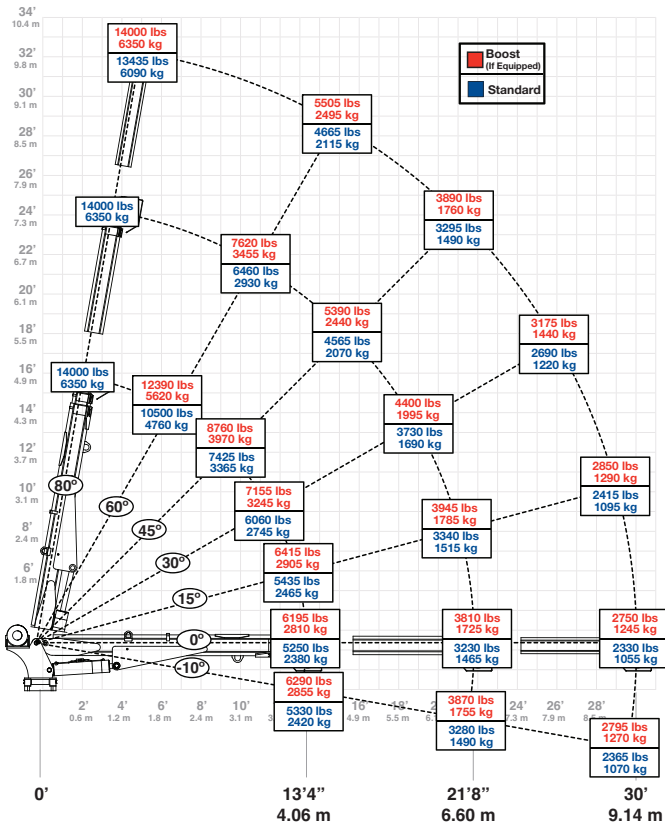 34'
10.4 m
32'
9.8 m
30'
9.1 m
28'
8.5 m
26'
7.9 m
24'
7.3 m
22'
6.7 m
20'
6.1 m
18'
5.5 m
16'
4.9 m
14'
4.3 m
12'
3.7 m
10'
3.1 m
8'
2.4 m
6'
1.8 m
Boost
(If Equipped)
Standard
14000 lbs
6350 kg
13435 lbs
6090 kg
5505 lbs
2495 kg
4665 lbs
2115 kg
3890 lbs
1760 kg
3295 lbs
1490 kg
14000 lbs
6350 kg
7620 lbs
3455 kg
6460 lbs
2930 kg
5390 lbs
2440 kg
4565 lbs
2070 kg
3175 lbs
1440 kg
2690 lbs
1220 kg
14000 lbs
6350 kg
12390 lbs
5620 kg
10500 lbs
4760 kg
8760 lbs
3970 kg
7425 lbs
3365 kg
4400 lbs
1995 kg
3730 lbs
1690 kg
7155 lbs
3245 kg
6060 lbs
2745 kg
2850 lbs
1290 kg
2415 lbs
1095 kg
3945 lbs
1785 kg
3340 lbs
1515 kg
6415 lbs
2905 kg
5435 lbs
2465 kg
6195 lbs
2810 kg
5250 lbs
2380 kg
3810 lbs
1725 kg
3230 lbs
1465 kg
2750 lbs
1245 kg
2330 lbs
1055 kg
6290 lbs
2855 kg
5330 lbs
2420 kg
3870 lbs
1755 kg
3280 lbs
1490 kg
2795 lbs
1270 kg
2365 lbs
1070 kg
80°
60°
45°
30°
15°
0°
-10°
2' 4' 6' 8' 10' 16' 18' 24' 26' 28'
0.6 m 1.2 m 1.8 m 2.4 m 3.1 m 4.9 m 5.5 m 7.3 m 7.9 m
0' 13'4" 21'8" 30'
4.06 m 6.60 m 9.14 m